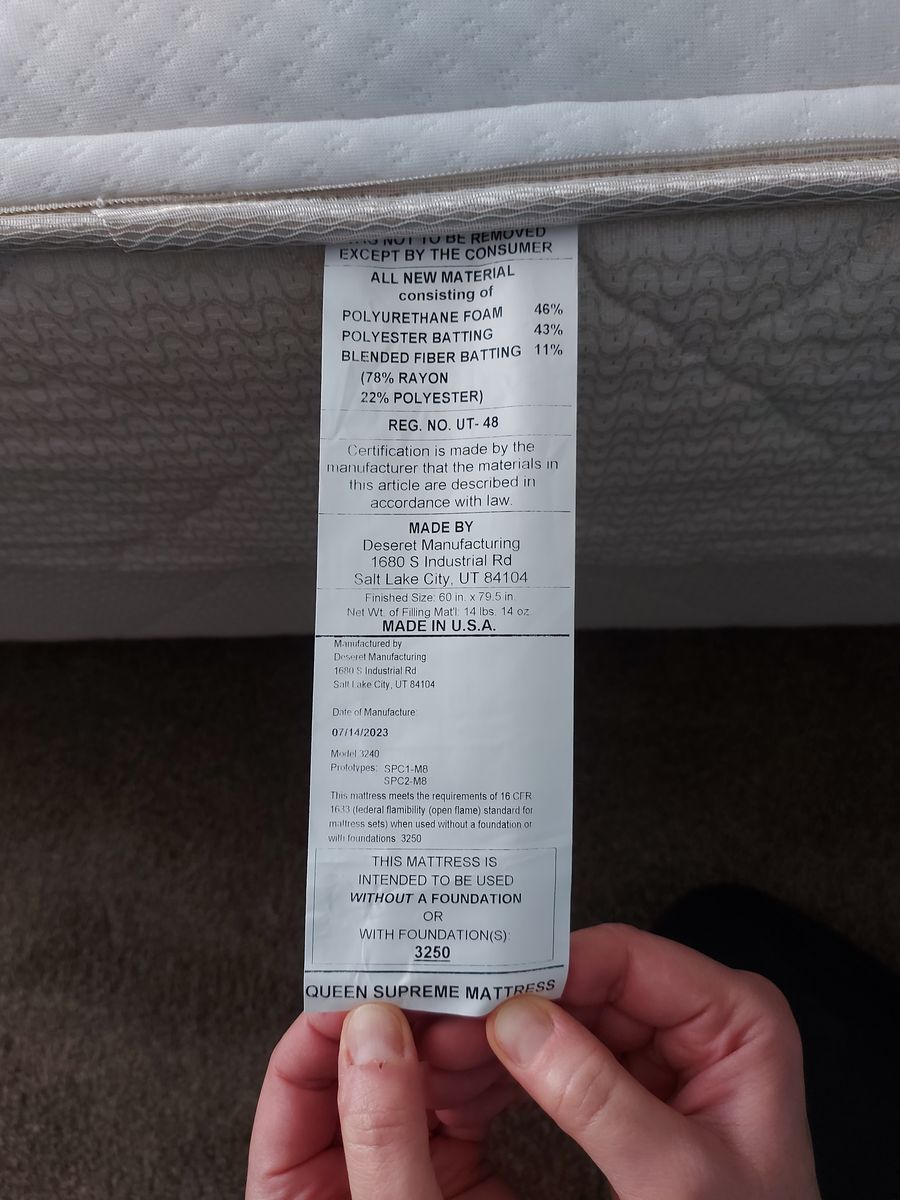 NOT TO BE REMOVED
EXCEPT BY THE CONSUMER
ALL NEW MATERIAL
consisting of
POLYURETHANE FOAM 46%
POLYESTER BATTING 43%
BLENDED FIBER BATTING 11%
(78% RAYON
22% POLYESTER)
REG. NO. UT- 48
Certification is made by the
manufacturer that the materials in
this article are described in
accordance with law.
MADE BY
Deseret Manufacturing
1680 S Industrial Rd
Salt Lake City, UT 84104
Finished Size: 60 in. x 79.5 in.
Net Wt. of Filling Mat'l: 14 lbs. 14 oz.
MADE IN U.S.A.
Manufactured by
Deseret Manufacturing
1680 S Industrial Rd
Salt Lake City, UT 84104
Date of Manufacture:
07/14/2023
Model 3240
Prototypes: SPC1-M8
SPC2-M8
This mattress meets the requirements of 16 CFR
1633 (federal flamibility (open flame) standard for
mattress sets) when used without a foundation or
with foundations 3250
THIS MATTRESS IS
INTENDED TO BE USED
WITHOUT A FOUNDATION
OR
WITH FOUNDATION(S):
3250
QUEEN SUPREME MATTRESS